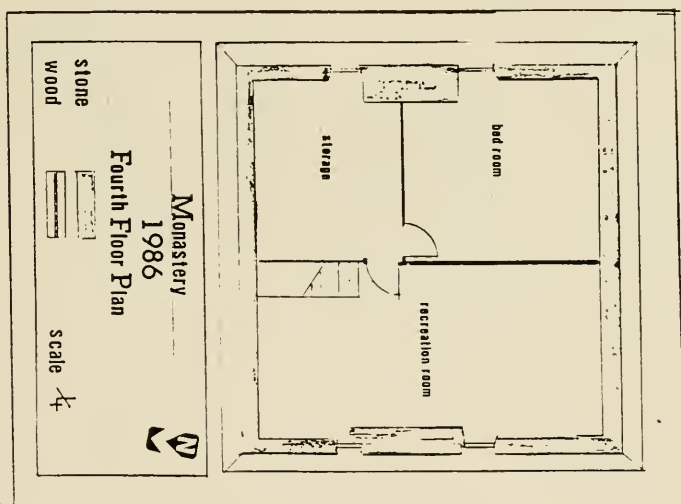 bed room
storage
recreation room
Monastery
1986
Fourth Floor Plan
stone
wood
scale
N